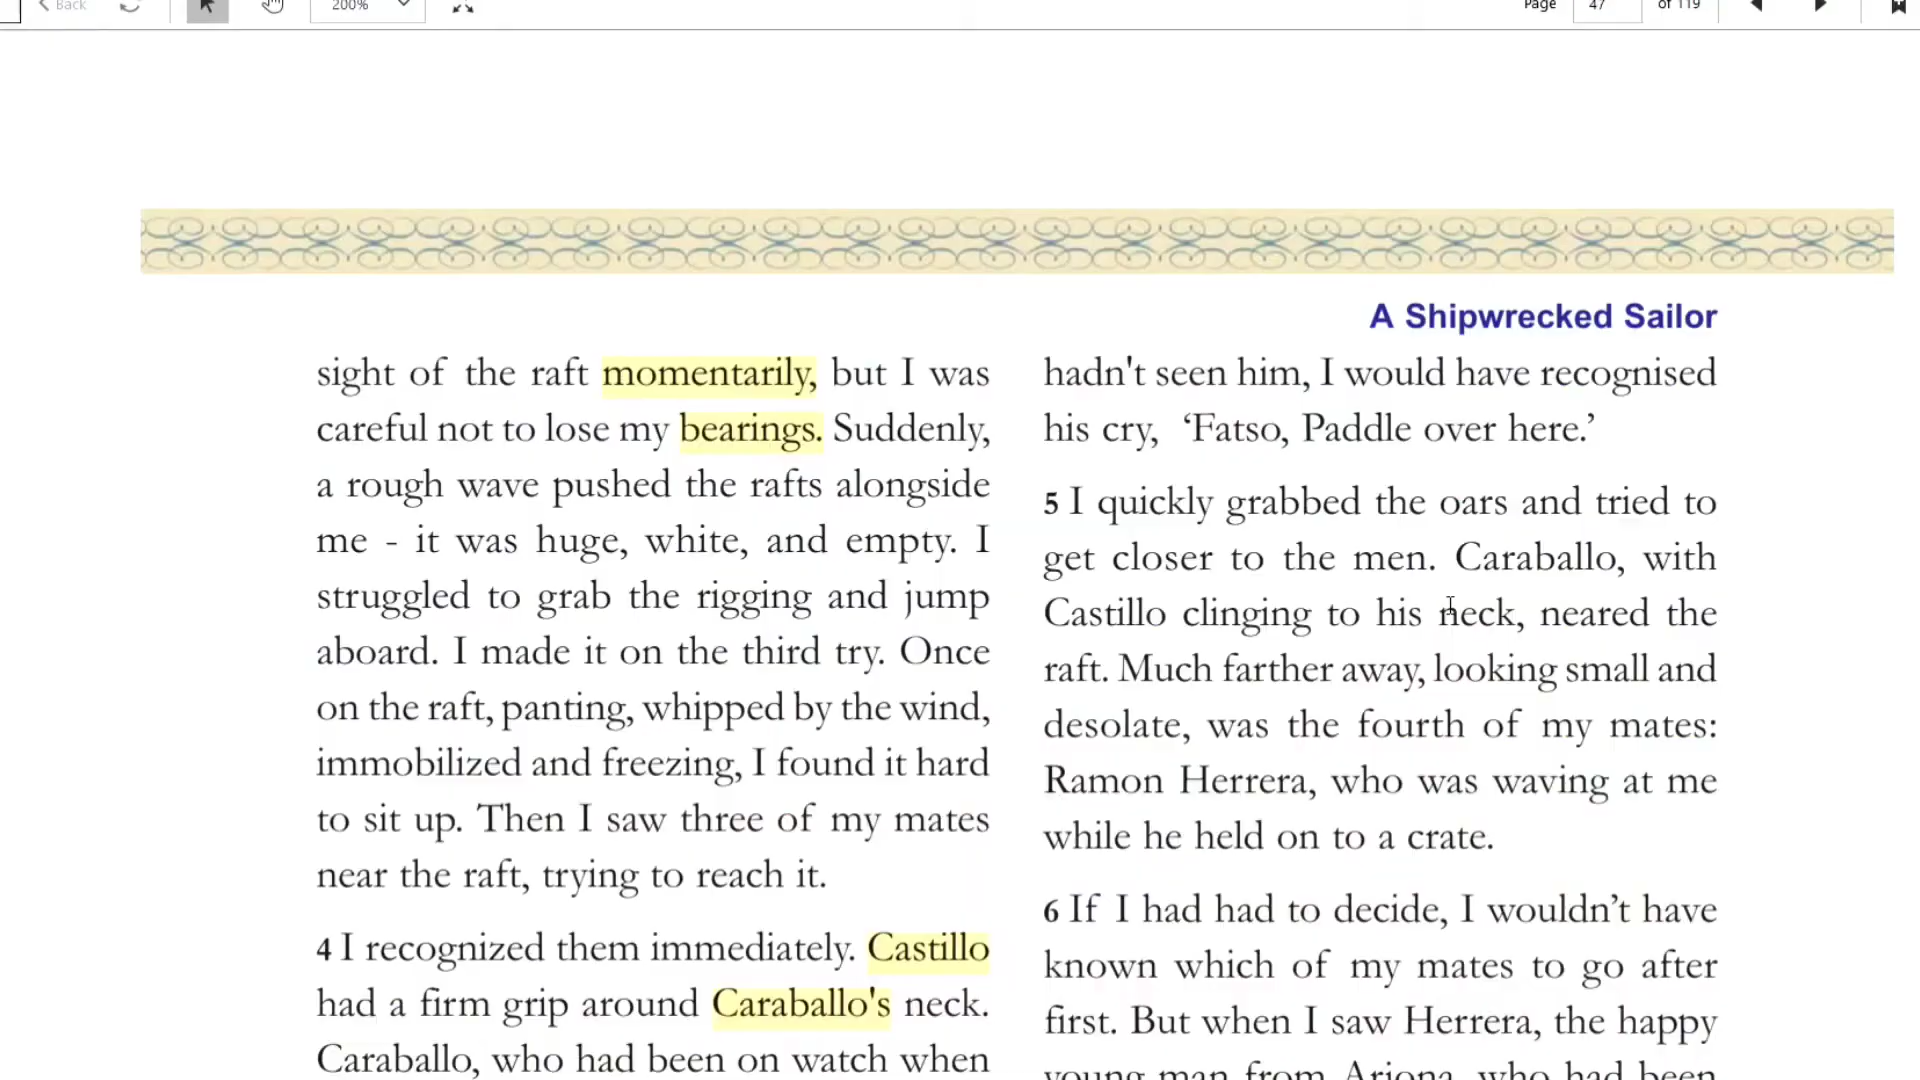 Back
200%
Page 47 of 119
A Shipwrecked Sailor
sight of the raft momentarily, but I was
careful not to lose my bearings. Suddenly,
a rough wave pushed the rafts alongside
me - it was huge, white, and empty. I
struggled to grab the rigging and jump
aboard. I made it on the third try. Once
on the raft, panting, whipped by the wind,
immobilized and freezing, I found it hard
to sit up. Then I saw three of my mates
near the raft, trying to reach it.
4 I recognized them immediately. Castillo
had a firm grip around Caraballo's neck.
Caraballo, who had been on watch when
hadn't seen him, I would have recognised
his cry, ‘Fatso, Paddle over here.’
5 I quickly grabbed the oars and tried to
get closer to the men. Caraballo, with
Castillo clinging to his neck, neared the
raft. Much farther away, looking small and
desolate, was the fourth of my mates:
Ramon Herrera, who was waving at me
while he held on to a crate.
6 If I had had to decide, I wouldn’t have
known which of my mates to go after
first. But when I saw Herrera, the happy
young man from Arjona, who had been